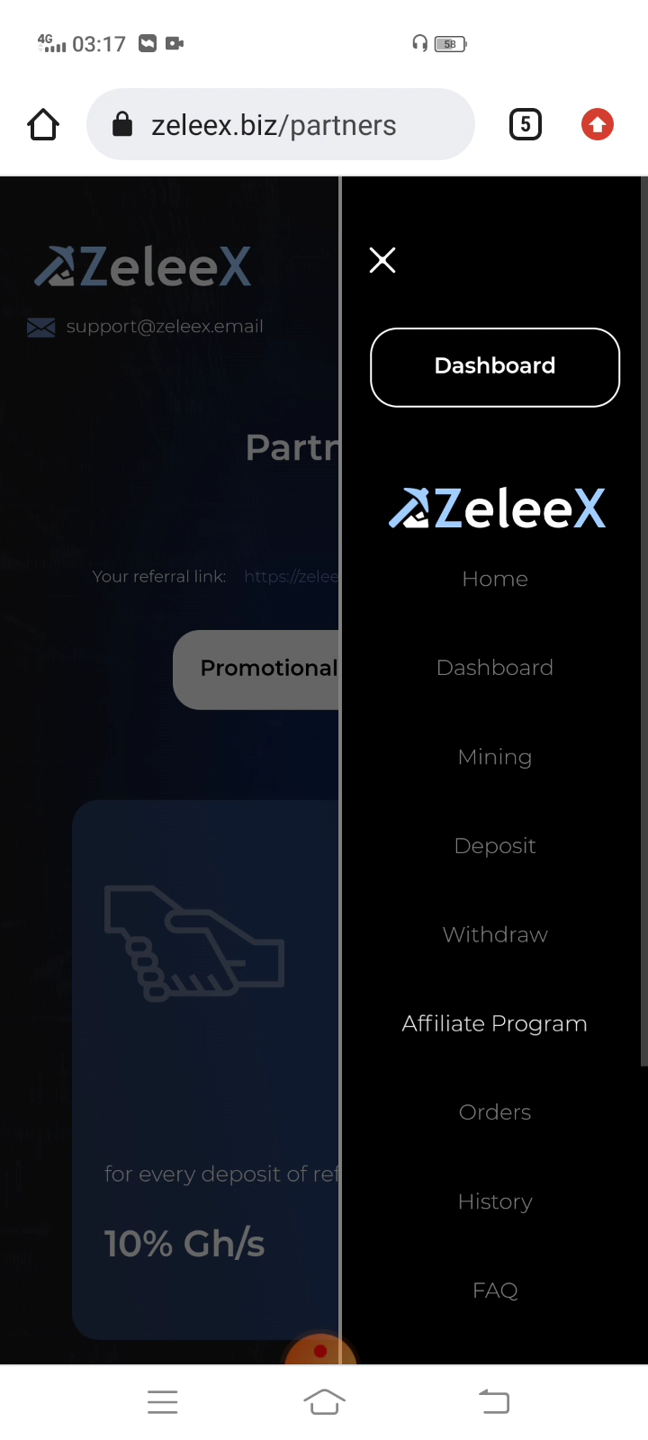 4G 03:17 58
zeleex.biz/partners 5
ZeleeX
support@zeleex.email
Partn
Your referral link: https://zelee
Promotional
for every deposit of ref
10% Gh/s
Dashboard
ZeleeX
Home
Dashboard
Mining
Deposit
Withdraw
Affiliate Program
Orders
History
FAQ